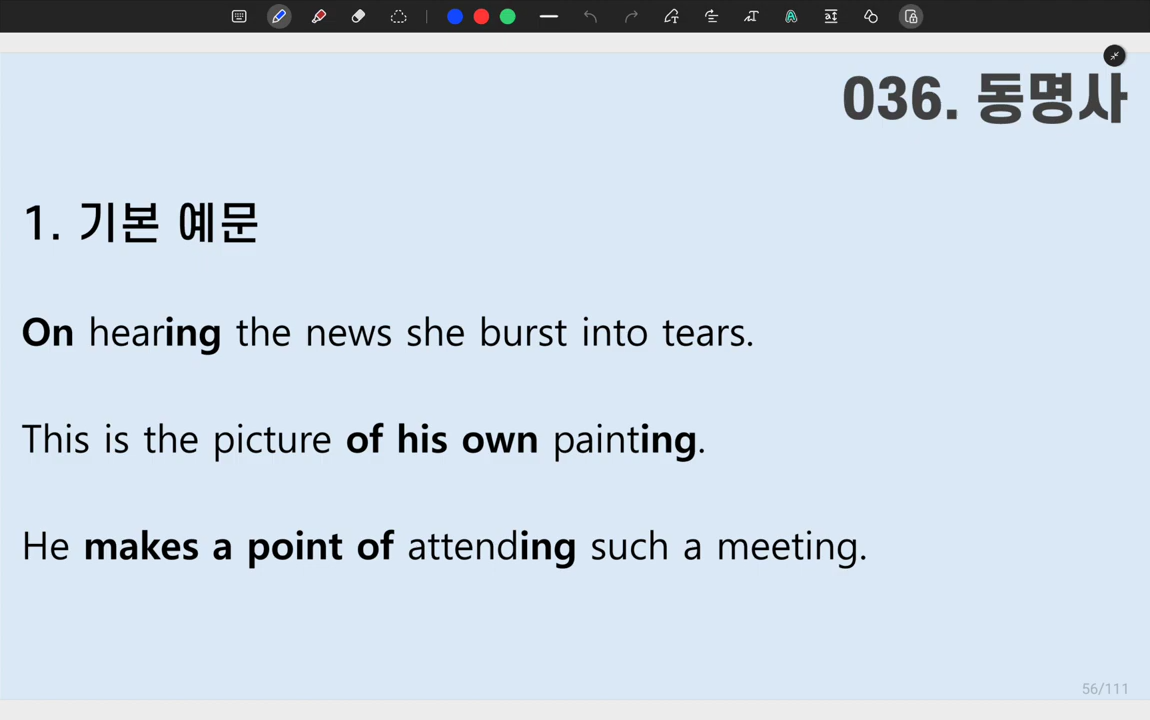 036. 동명사
1. 기본 예문
On hearing the news she burst into tears.
This is the picture of his own painting.
He makes a point of attending such a meeting.
56/111